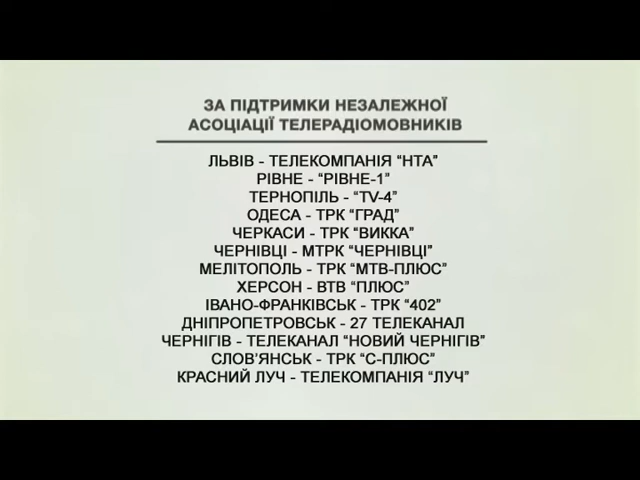 ЗА ПІДТРИМКИ НЕЗАЛЕЖНОЇ
АСОЦІАЦІЇ ТЕЛЕРАДІОМОВНИКІВ
ЛЬВІВ - ТЕЛЕКОМПАНІЯ “НТА”
РІВНЕ - “РІВНЕ-1”
ТЕРНОПІЛЬ - “TV-4”
ОДЕСА - ТРК “ГРАД”
ЧЕРКАСИ - ТРК “ВИККА”
ЧЕРНІВЦІ - МТРК “ЧЕРНІВЦІ”
МЕЛІТОПОЛЬ - ТРК “МТВ-ПЛЮС”
ХЕРСОН - ВТВ “ПЛЮС”
ІВАНО-ФРАНКІВСЬК - ТРК “402”
ДНІПРОПЕТРОВСЬК - 27 ТЕЛЕКАНАЛ
ЧЕРНІГІВ - ТЕЛЕКАНАЛ “НОВИЙ ЧЕРНІГІВ”
СЛОВ’ЯНСЬК - ТРК “С-ПЛЮС”
КРАСНИЙ ЛУЧ - ТЕЛЕКОМПАНІЯ “ЛУЧ”